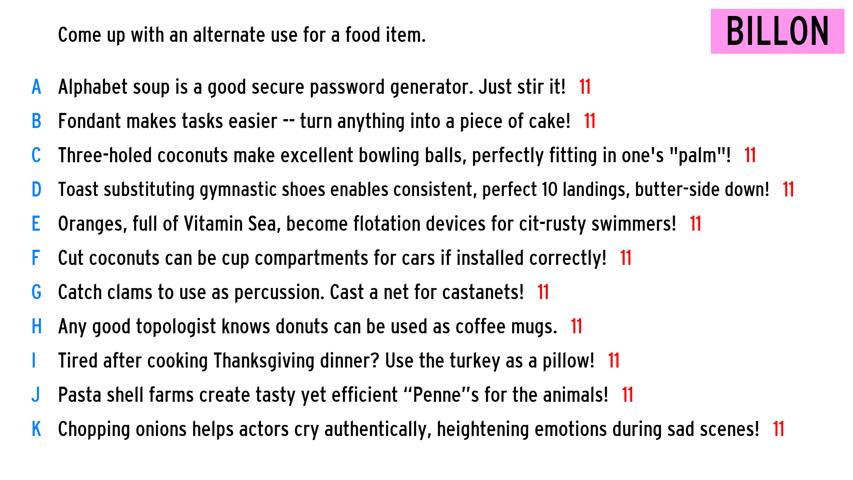 Come up with an alternate use for a food item.
BILLON
A Alphabet soup is a good secure password generator. Just stir it! 11
B Fondant makes tasks easier -- turn anything into a piece of cake! 11
C Three-holed coconuts make excellent bowling balls, perfectly fitting in one's "palm"! 11
D Toast substituting gymnastic shoes enables consistent, perfect 10 landings, butter-side down! 11
E Oranges, full of Vitamin Sea, become flotation devices for cit-rusty swimmers! 11
F Cut coconuts can be cup compartments for cars if installed correctly! 11
G Catch clams to use as percussion. Cast a net for castanets! 11
H Any good topologist knows donuts can be used as coffee mugs. 11
I Tired after cooking Thanksgiving dinner? Use the turkey as a pillow! 11
J Pasta shell farms create tasty yet efficient “Penne”s for the animals! 11
K Chopping onions helps actors cry authentically, heightening emotions during sad scenes! 11